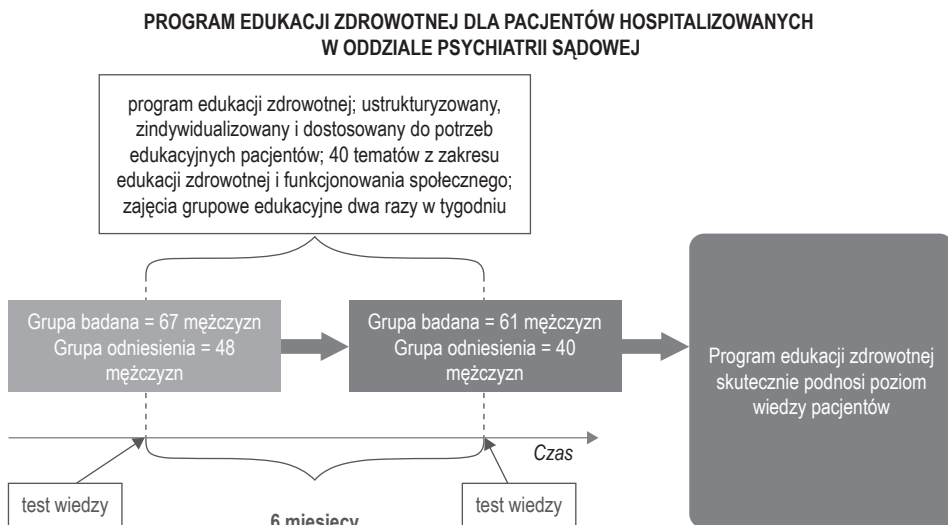 PROGRAM EDUKACJI ZDROWOTNEJ DLA PACJENTÓW HOSPITALIZOWANYCH
W ODDZIALE PSYCHIATRII SĄDOWEJ
program edukacji zdrowotnej; ustrukturyzowany,
zindywidualizowany i dostosowany do potrzeb
edukacyjnych pacjentów; 40 tematów z zakresu
edukacji zdrowotnej i funkcjonowania społecznego;
zajęcia grupowe edukacyjne dwa razy w tygodniu
Grupa badana = 67 mężczyzn
Grupa odniesienia = 48
mężczyzn
Grupa badana = 61 mężczyzn
Grupa odniesienia = 40
mężczyzn
Program edukacji zdrowotnej
skutecznie podnosi poziom
wiedzy pacjentów
Czas
test wiedzy
6 miesięcy
test wiedzy